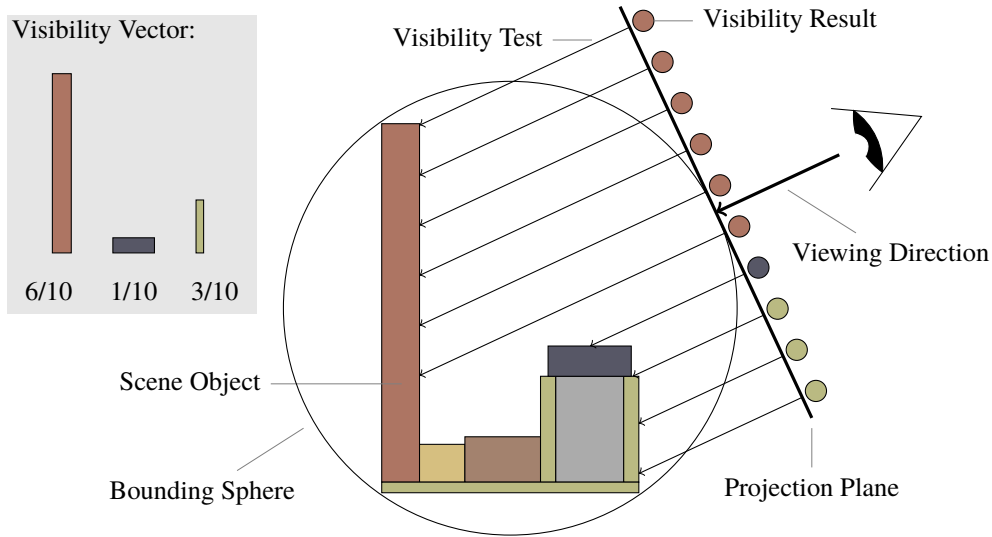 Visibility Vector:
6/10 1/10 3/10
Visibility Test
Visibility Result
Viewing Direction
Scene Object
Bounding Sphere
Projection Plane